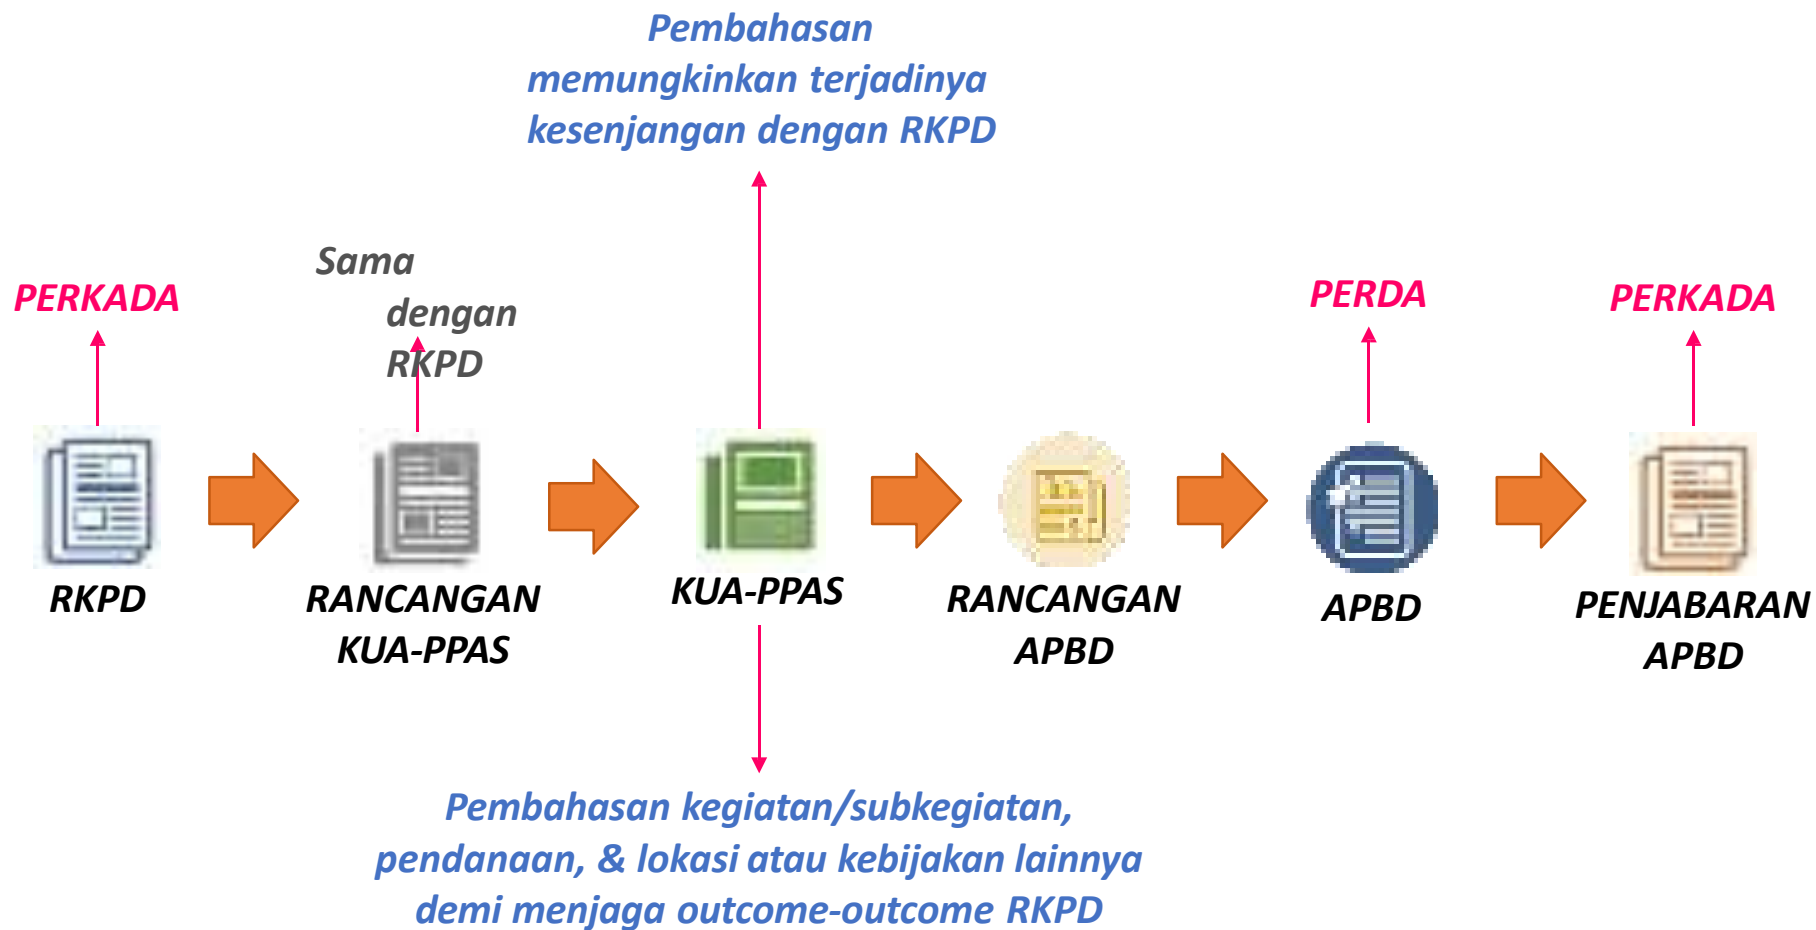 Pembahasan
memungkinkan terjadinya
kesenjangan dengan RKPD
Sama
dengan
RKPD
PERKADA
PERDA
PERKADA
RKPD
RANCANGAN
KUA-PPAS
KUA-PPAS
RANCANGAN
APBD
APBD
PENJABARAN
APBD
Pembahasan kegiatan/subkegiatan,
pendanaan, & lokasi atau kebijakan lainnya
demi menjaga outcome-outcome RKPD